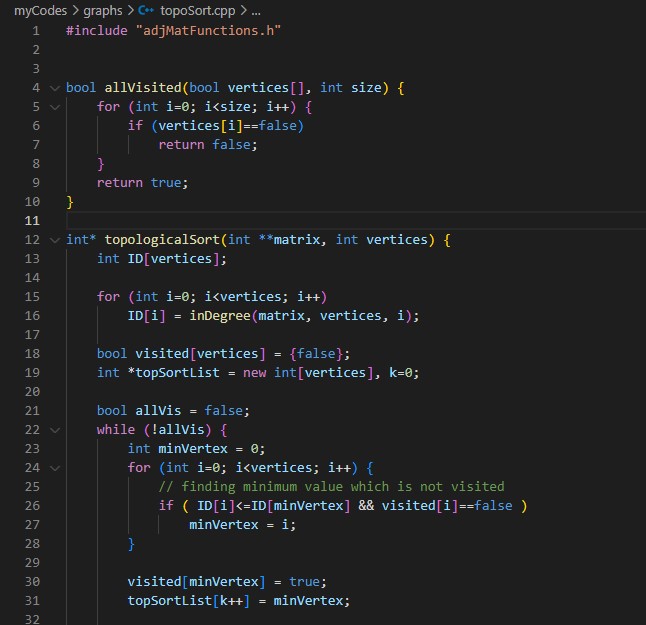 myCodes > graphs > C++ topoSort.cpp > ...
1 #include "adjMatFunctions.h"
2
3
4 bool allVisited(bool vertices[], int size) {
5     for (int i=0; i<size; i++) {
6         if (vertices[i]==false)
7             return false;
8     }
9     return true;
10 }
11
12 int* topologicalSort(int **matrix, int vertices) {
13     int ID[vertices];
14
15     for (int i=0; i<vertices; i++)
16         ID[i] = inDegree(matrix, vertices, i);
17
18     bool visited[vertices] = {false};
19     int *topSortList = new int[vertices], k=0;
20
21     bool allVis = false;
22     while (!allVis) {
23         int minVertex = 0;
24         for (int i=0; i<vertices; i++) {
25             // finding minimum value which is not visited
26             if ( ID[i]<=ID[minVertex] && visited[i]==false )
27                 minVertex = i;
28         }
29
30         visited[minVertex] = true;
31         topSortList[k++] = minVertex;
32